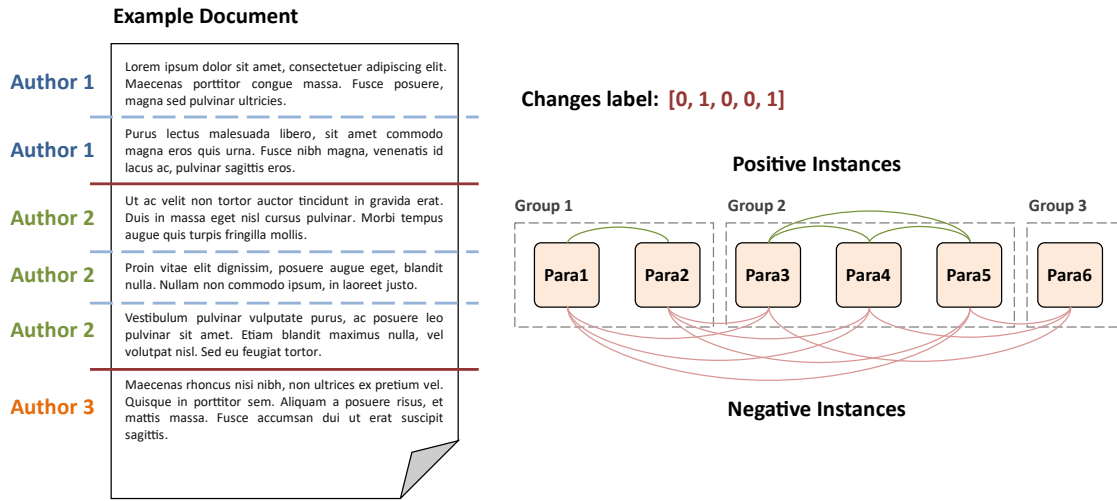 Example Document
Author 1
Lorem ipsum dolor sit amet, consectetuer adipiscing elit.
Maecenas porttitor congue massa. Fusce posuere,
magna sed pulvinar ultricies.
Author 1
Purus lectus malesuada libero, sit amet commodo
magna eros quis urna. Fusce nibh magna, venenatis id
lacus ac, pulvinar sagittis eros.
Author 2
Ut ac velit non tortor auctor tincidunt in gravida erat.
Duis in massa eget nisl cursus pulvinar. Morbi tempus
augue quis turpis fringilla mollis.
Author 2
Proin vitae elit dignissim, posuere augue eget, blandit
nulla. Nullam non commodo ipsum, in laoreet justo.
Author 2
Vestibulum pulvinar vulputate purus, ac posuere leo
pulvinar sit amet. Etiam blandit maximus nulla, vel
volutpat nisl. Sed eu feugiat tortor.
Author 3
Maecenas rhoncus nisi nibh, non ultrices ex pretium vel.
Quisque in porttitor sem. Aliquam a posuere risus, et
mattis massa. Fusce accumsan dui ut erat suscipit
sagittis.
Changes label: [0, 1, 0, 0, 1]
Positive Instances
Group 1
Group 2
Group 3
Para1
Para2
Para3
Para4
Para5
Para6
Negative Instances